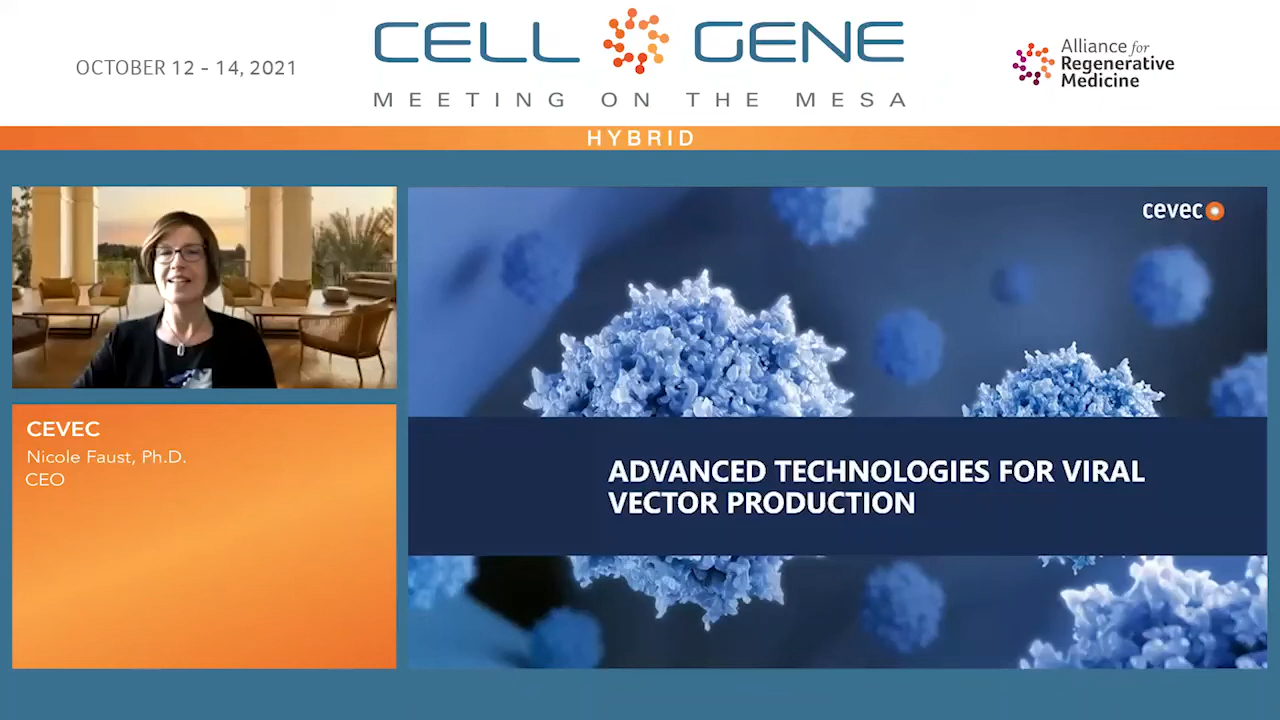 OCTOBER 12 - 14, 2021
CELL GENE
MEETING ON THE MESA
Alliance for
Regenerative
Medicine
HYBRID
cevec
CEVEC
Nicole Faust, Ph.D.
CEO
ADVANCED TECHNOLOGIES FOR VIRAL
VECTOR PRODUCTION